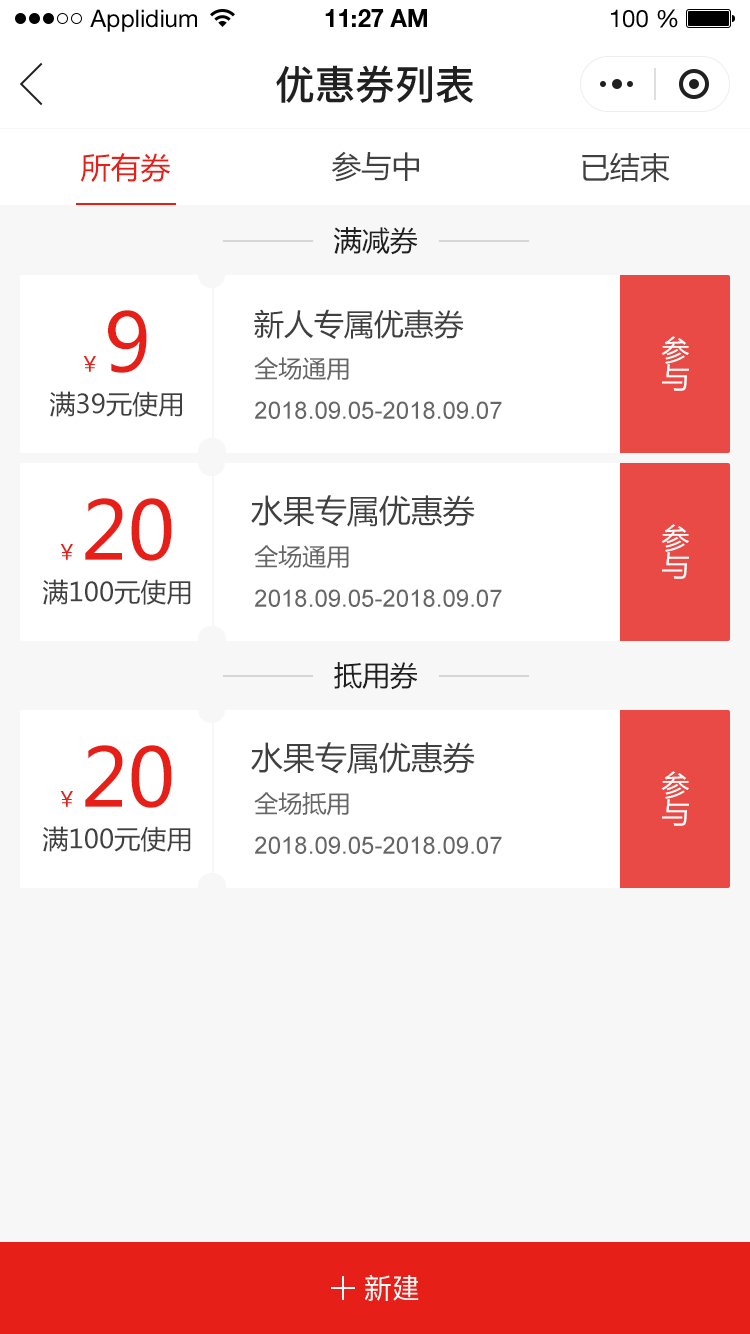 Applidium 11:27 AM 100 %
优惠券列表
所有券 参与中 已结束
满减券
¥ 9
满39元使用
新人专属优惠券
全场通用
2018.09.05-2018.09.07
参与
¥ 20
满100元使用
水果专属优惠券
全场通用
2018.09.05-2018.09.07
参与
抵用券
¥ 20
满100元使用
水果专属优惠券
全场抵用
2018.09.05-2018.09.07
参与
新建